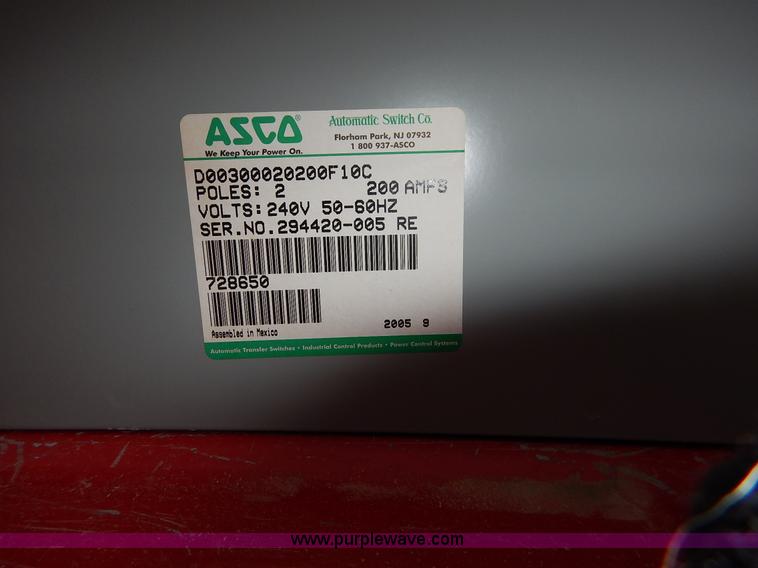 ASCO®
We Keep Your Power On.
Automatic Switch Co.
Florham Park, NJ 07932
1 800 937-ASCO
D00300020200F10C
POLES: 2 200 AMPS
VOLTS: 240V 50-60HZ
SER.NO.294420-005 RE
728650
Assembled in Mexico
2005 9
Automatic Transfer Switches • Industrial Control Products • Power Control Systems
www.purplewave.com